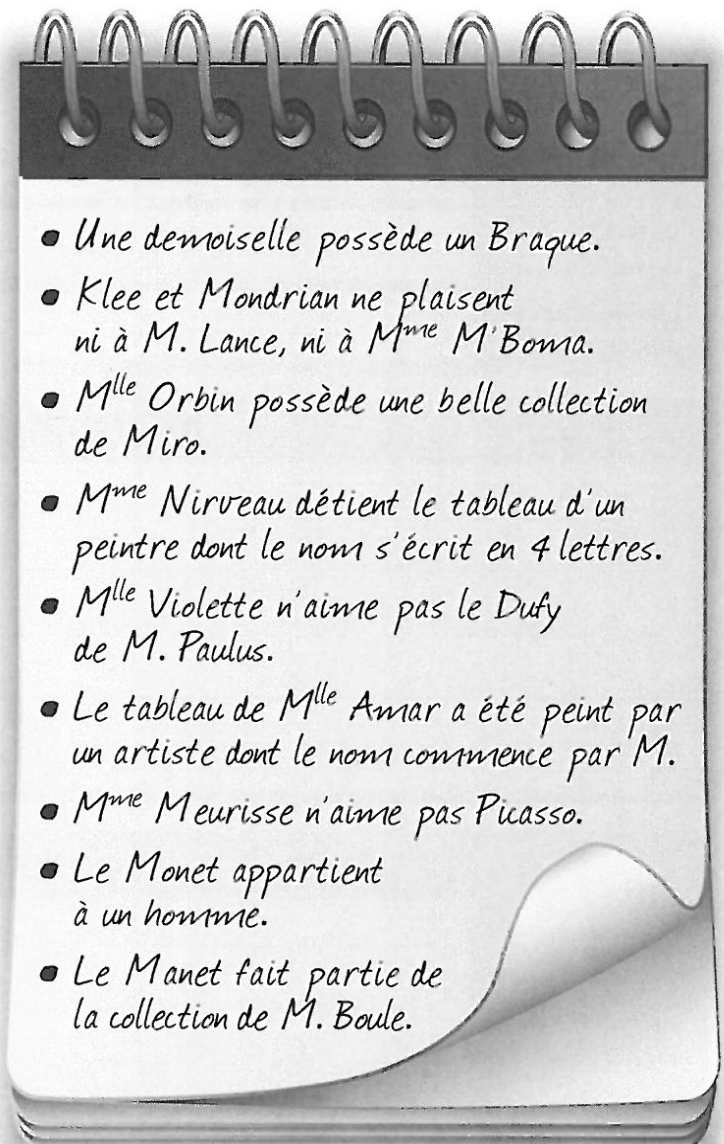 • Une demoiselle possède un Braque.
• Klee et Mondrian ne plaisent
ni à M. Lance, ni à Mme M'Boma.
• Mlle Orbin possède une belle collection
de Miro.
• Mme Nirveau détient le tableau d'un
peintre dont le nom s'écrit en 4 lettres.
• Mlle Violette n'aime pas le Dufy
de M. Paulus.
• Le tableau de Mlle Amar a été peint par
un artiste dont le nom commence par M.
• Mme Meurisse n'aime pas Picasso.
• Le Monet appartient
à un homme.
• Le Manet fait partie de
la collection de M. Boule.